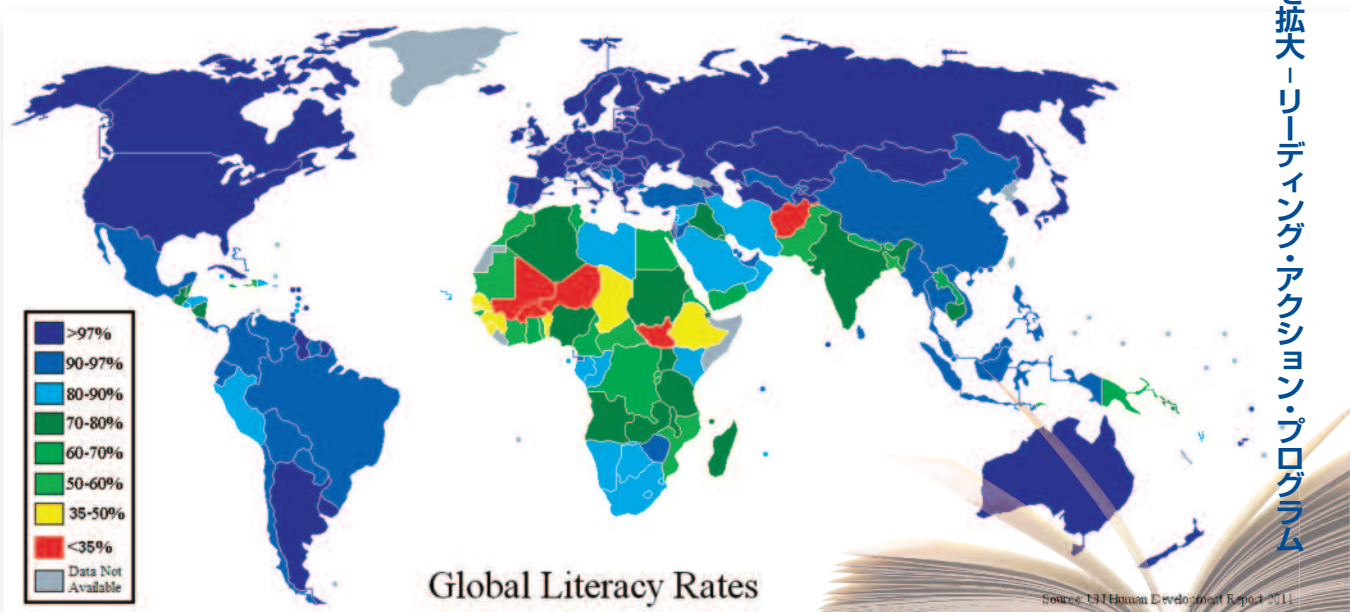 >97%
90-97%
80-90%
70-80%
60-70%
50-60%
35-50%
<35%
Data Not
Available
Global Literacy Rates
Source: UN Human Development Report 2011
拡大－リーディング・アクション・プログラム